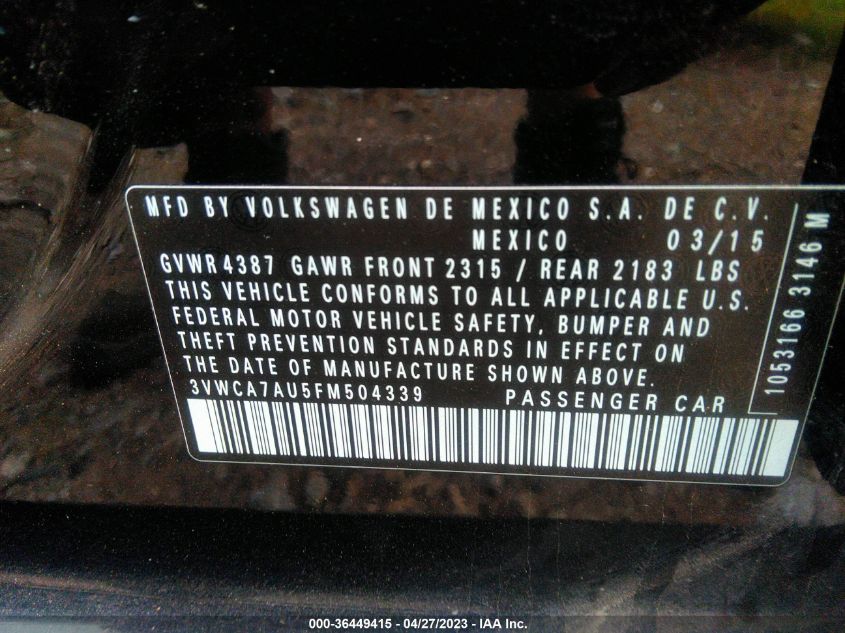 MFD BY VOLKSWAGEN DE MEXICO S.A. DE C.V.
MEXICO 03/15
GVWR 4387 GAWR FRONT 2315 / REAR 2183 LBS
THIS VEHICLE CONFORMS TO ALL APPLICABLE U.S.
FEDERAL MOTOR VEHICLE SAFETY, BUMPER AND
THEFT PREVENTION STANDARDS IN EFFECT ON
THE DATE OF MANUFACTURE SHOWN ABOVE.
3VWCA7AU5FM504339 PASSENGER CAR
1053166 3146 M
000-36449415 - 04/27/2023 - IAA Inc.